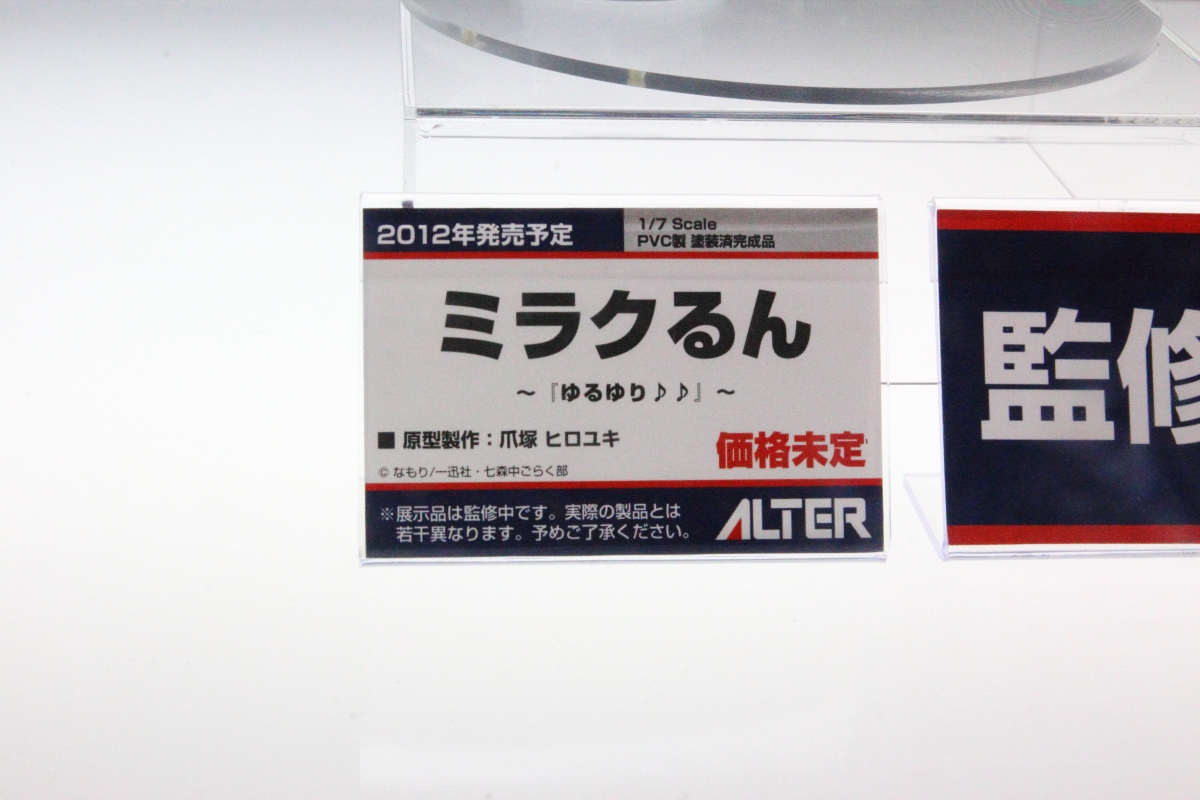 2012年発売予定
1/7 Scale
PVC製 塗装済完成品
ミラクるん
～『ゆるゆり♪♪』～
■ 原型製作：爪塚 ヒロユキ
価格未定
© なもり/一迅社・七森中ごらく部
※展示品は監修中です。実際の製品とは
若干異なります。予めご了承ください。
ALTER
監修